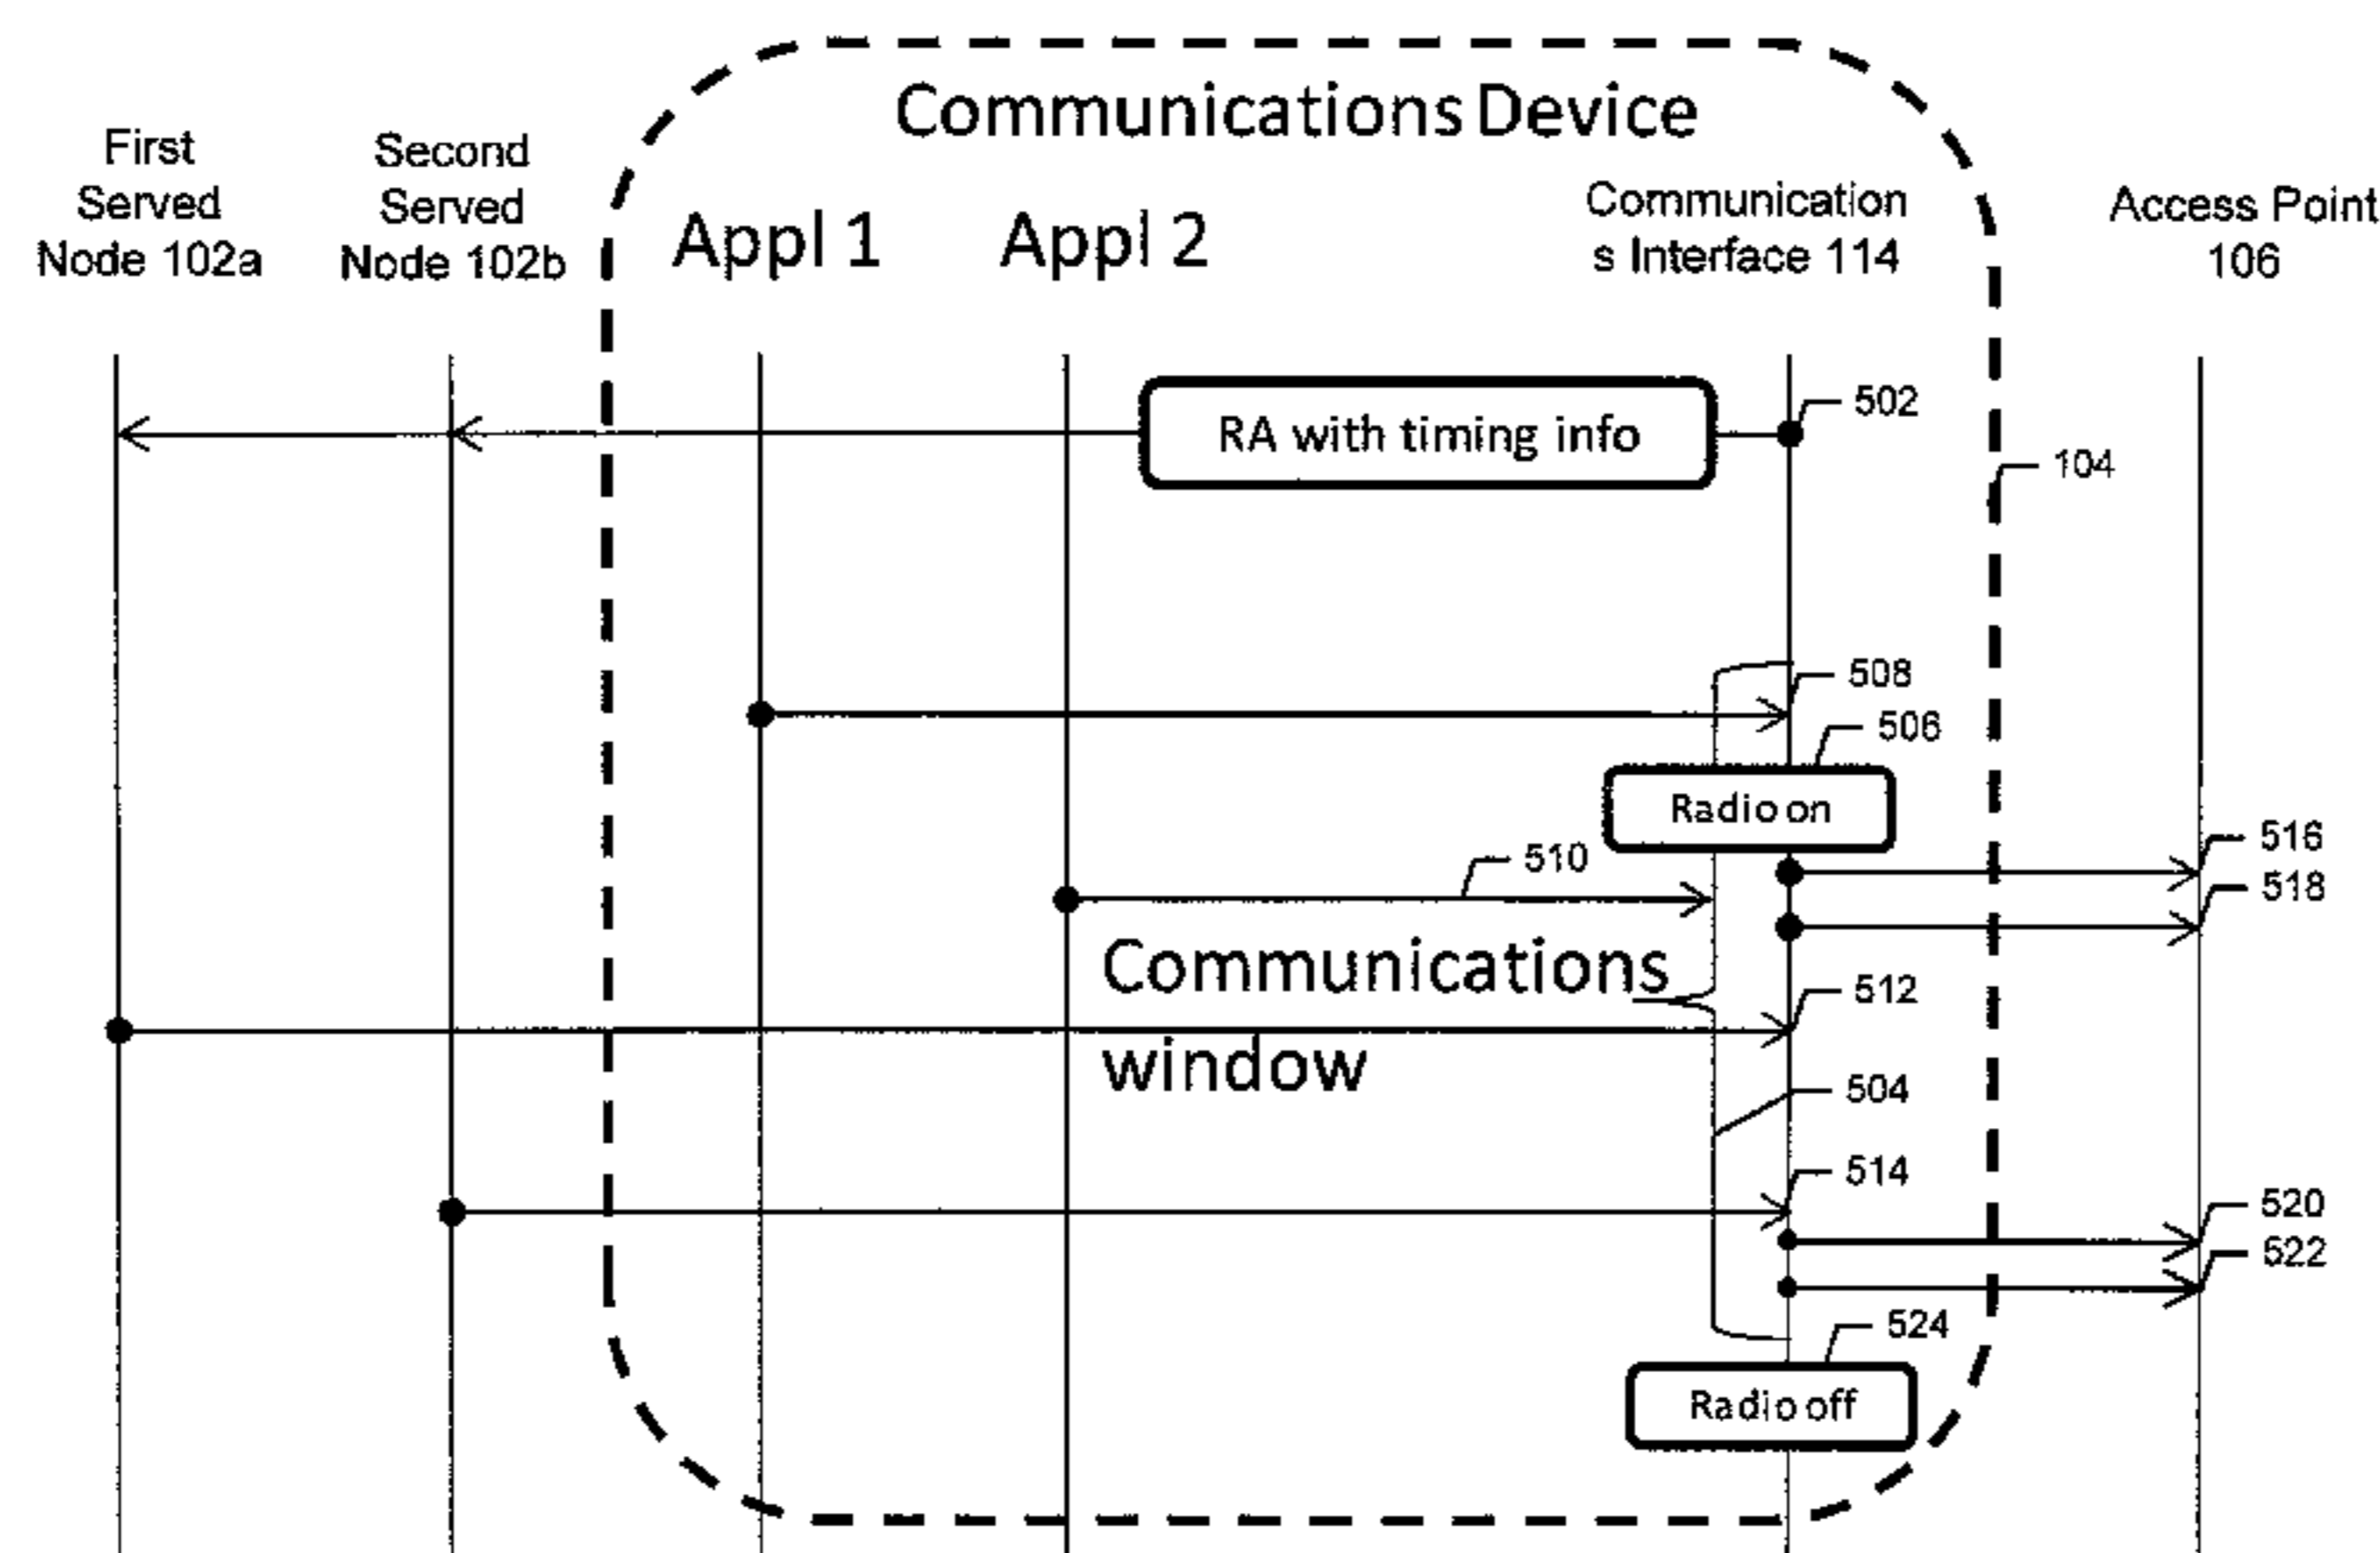 Communications Device
First
Served
Node 102a
Second
Served
Node 102b
Appl 1
Appl 2
Communication
s Interface 114
Access Point
106
RA with timing info
502
104
508
506
Radio on
516
510
518
Communications
512
window
504
514
520
522
524
Radio off